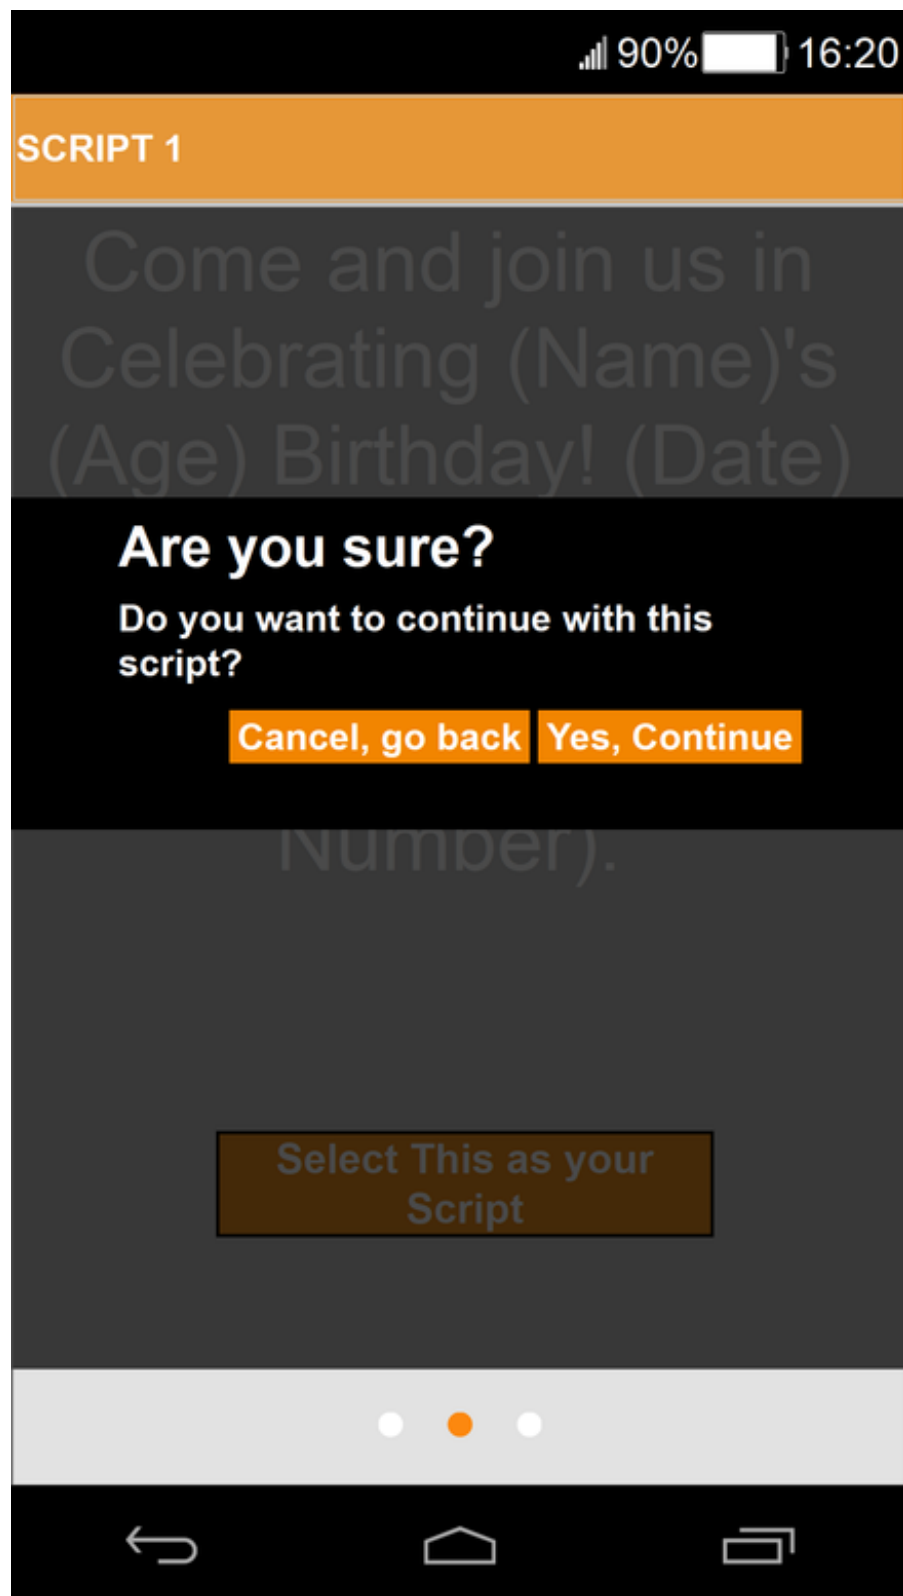 90% 16:20
SCRIPT 1
Come and join us in
Celebrating (Name)'s
(Age) Birthday! (Date)
Are you sure?
Do you want to continue with this
script?
Cancel, go back Yes, Continue
Number).
Select This as your
Script